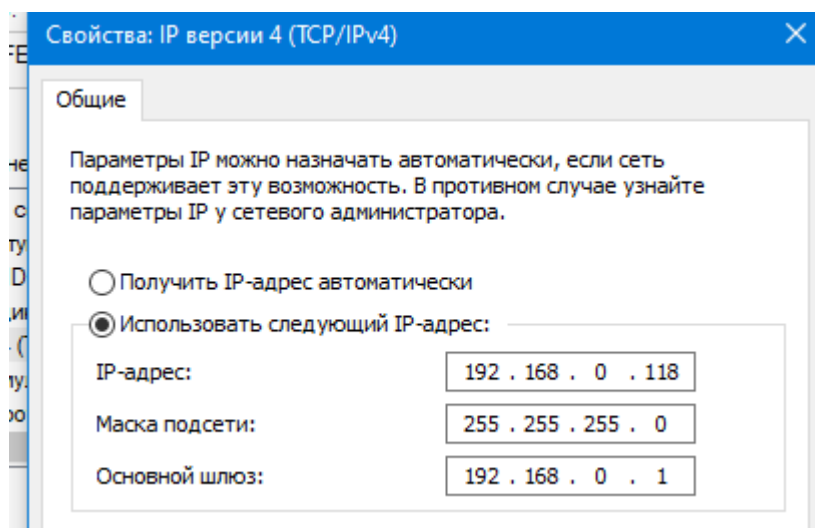 Свойства: IP версии 4 (TCP/IPv4)
Общие
Параметры IP можно назначать автоматически, если сеть
поддерживает эту возможность. В противном случае узнайте
параметры IP у сетевого администратора.
Получить IP-адрес автоматически
Использовать следующий IP-адрес:
IP-адрес: 192 . 168 . 0 . 118
Маска подсети: 255 . 255 . 255 . 0
Основной шлюз: 192 . 168 . 0 . 1